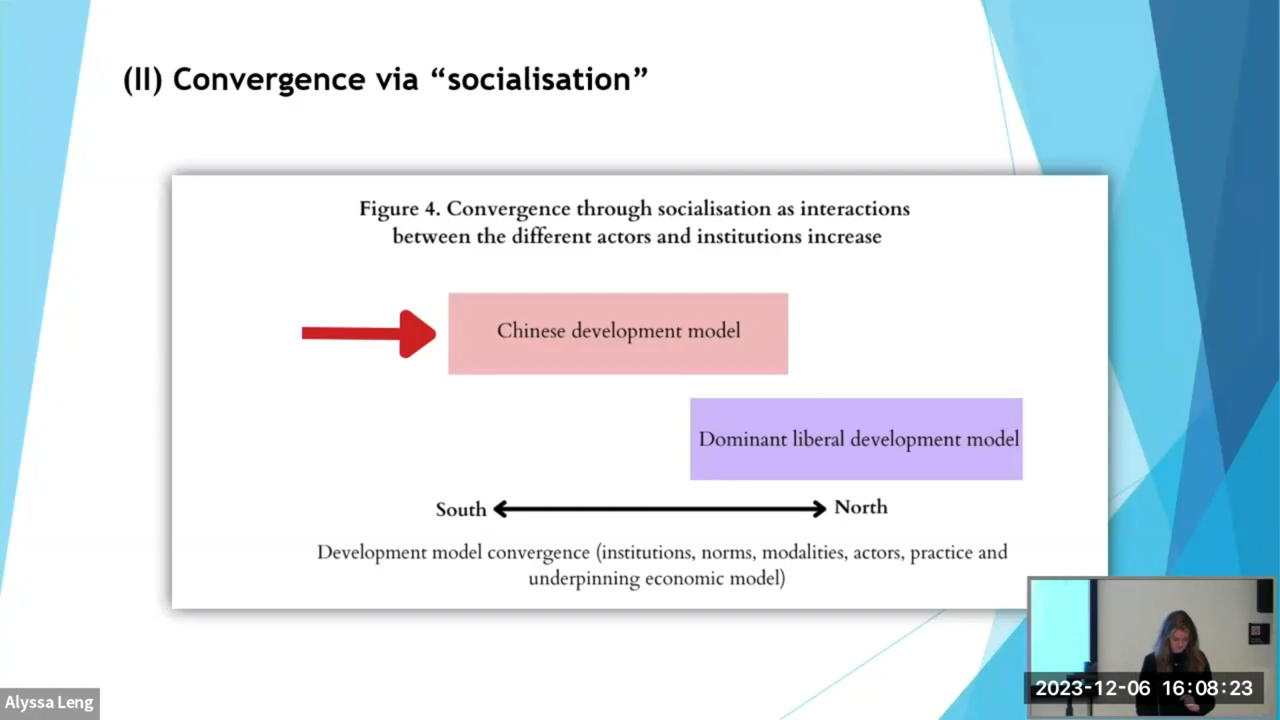 (II) Convergence via “socialisation”
Figure 4. Convergence through socialisation as interactions
between the different actors and institutions increase
Chinese development model
Dominant liberal development model
South
North
Development model convergence (institutions, norms, modalities, actors, practice and
underpinning economic model)
2023-12-06 16:08:23
Alyssa Leng